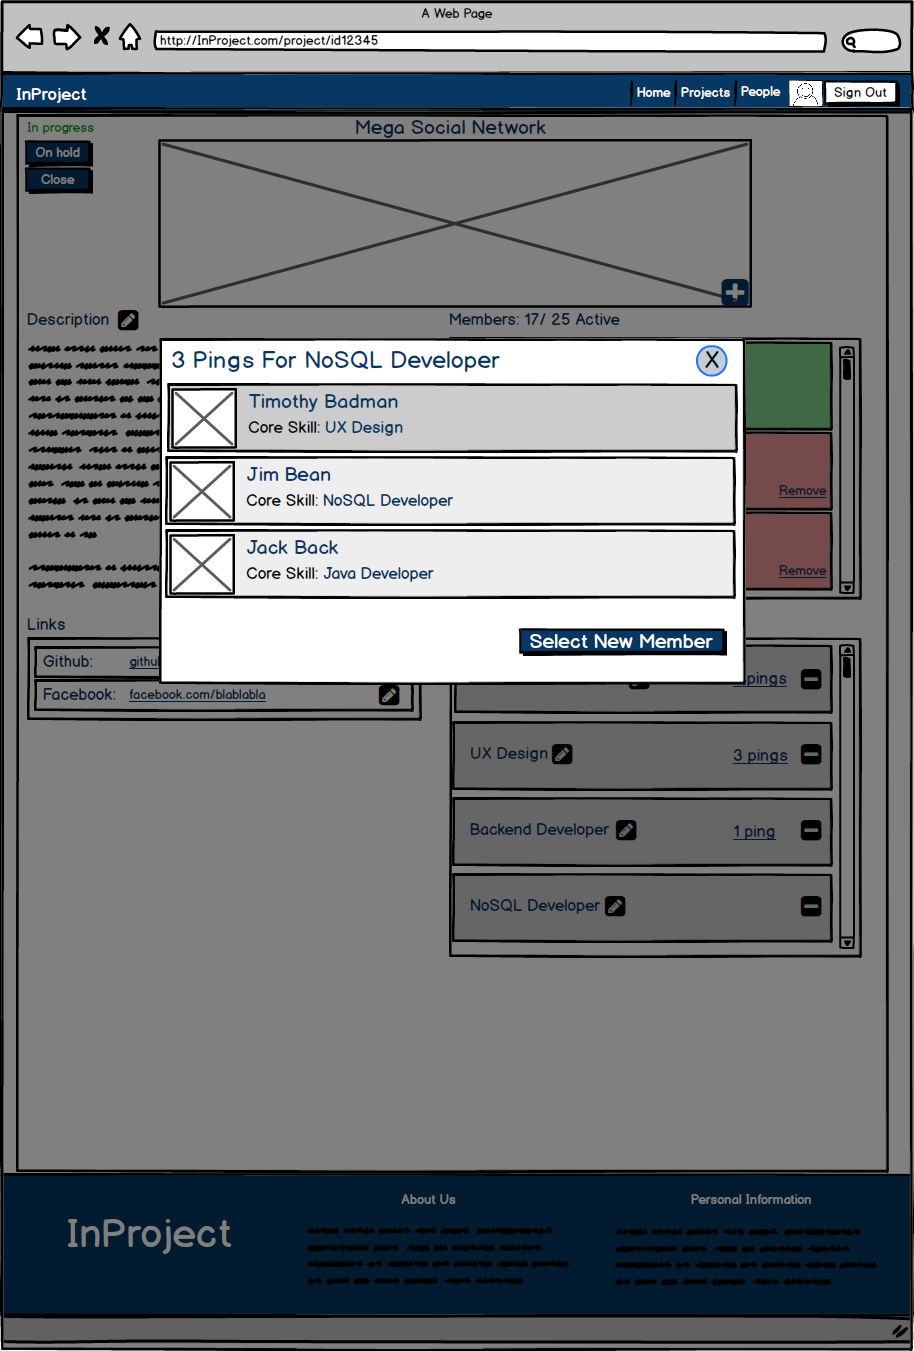 A Web Page
http://InProject.com/project/id12345
InProject
Home
Projects
People
Sign Out
In progress
Mega Social Network
On hold
Close
Description
Members: 17/ 25 Active
3 Pings For NoSQL Developer
X
Timothy Badman
Core Skill: UX Design
Jim Bean
Core Skill: NoSQL Developer
Remove
Jack Back
Core Skill: Java Developer
Remove
Links
Select New Member
Github:
Facebook: facebook.com/blablabla
pings
UX Design
3 pings
Backend Developer
1 ping
NoSQL Developer
InProject
About Us
Personal Information